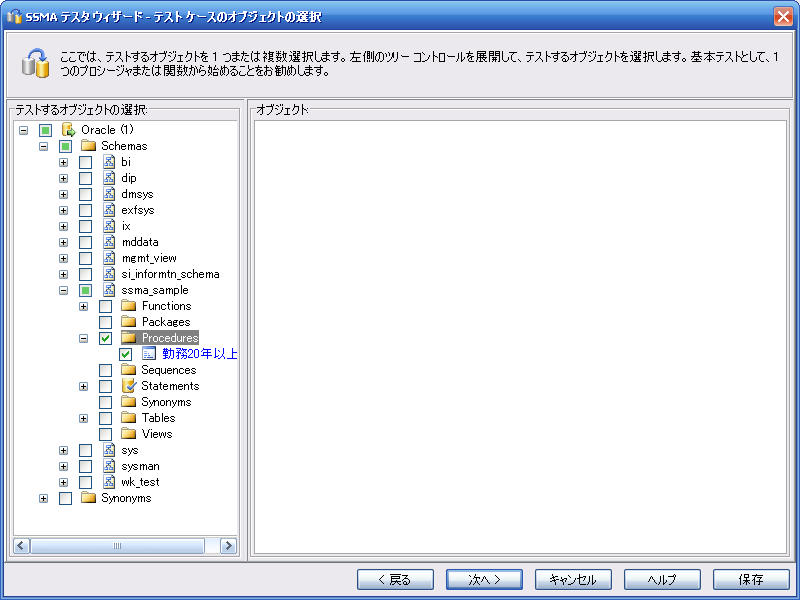 SSMA テスタ ウィザード - テスト ケースのオブジェクトの選択
ここでは、テストするオブジェクトを 1 つまたは複数選択します。左側のツリー コントロールを展開して、テストするオブジェクトを選択します。基本テストとして、1
つのプロシージャまたは関数から始めることをお勧めします。
テストするオブジェクトの選択:
Oracle (1)
Schemas
bi
dip
dmsys
exfsys
ix
mddata
mgmt_view
si_informtn_schema
ssma_sample
Functions
Packages
Procedures
勤務20年以上
Sequences
Statements
Synonyms
Tables
Views
sys
sysman
wk_test
Synonyms
オブジェクト
< 戻る
次へ >
キャンセル
ヘルプ
保存